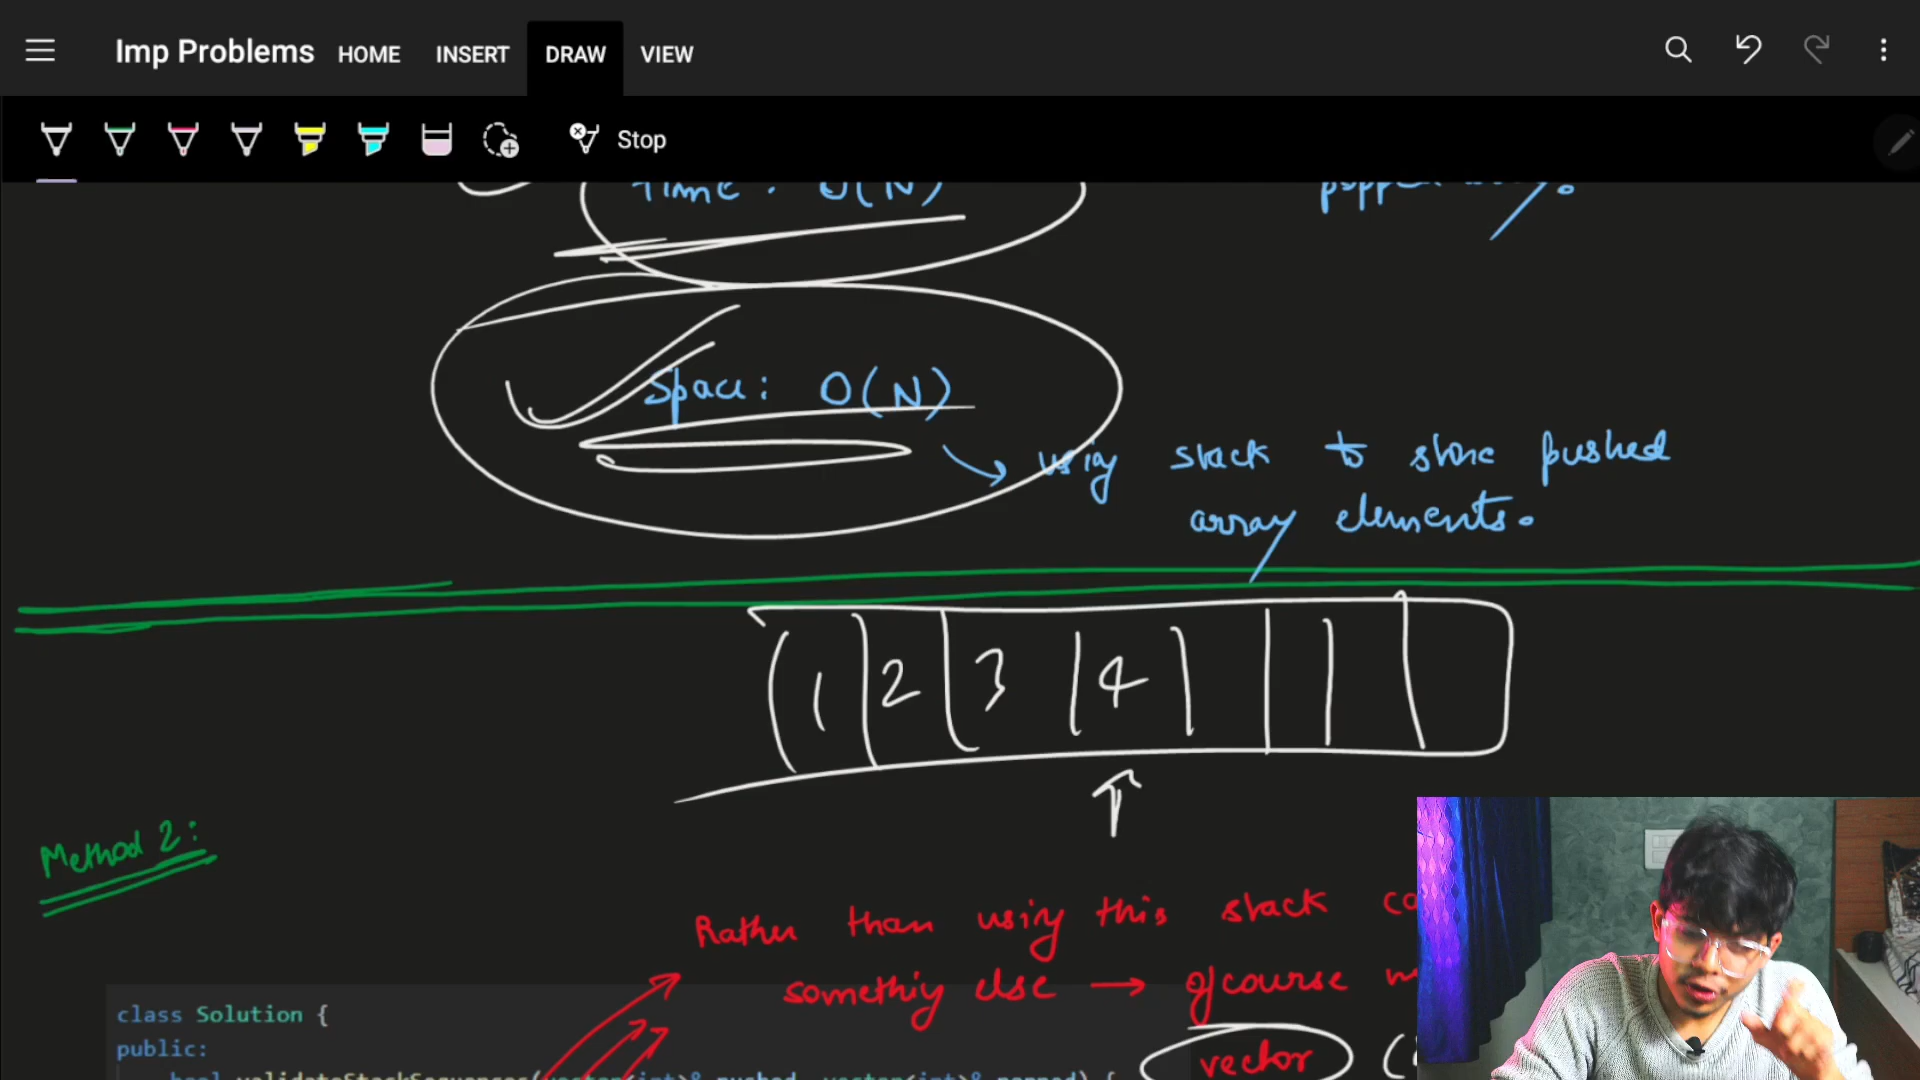 Imp Problems HOME INSERT DRAW VIEW
Stop
Time: O(N)
Space: O(N)
using stack to store pushed
array elements.
1 2 3 4
Method 2:
Rather than using this stack
something else → ofcourse
class Solution {
public:
vector